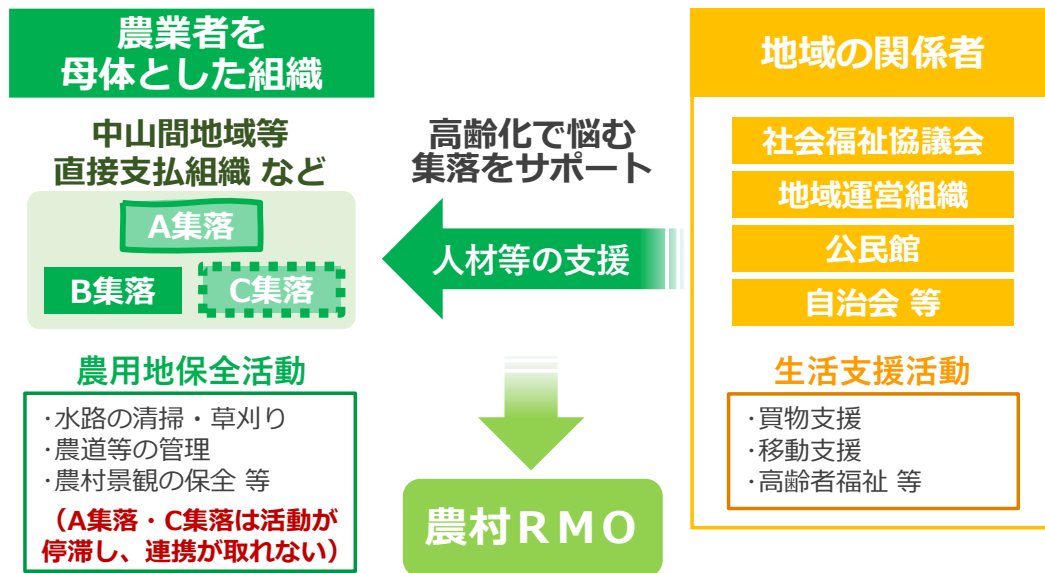 農業者を
母体とした組織
中山間地域等
直接支払組織 など
A集落
B集落
C集落
農用地保全活動
・水路の清掃・草刈り
・農道等の管理
・農村景観の保全 等
（A集落・C集落は活動が
停滞し、連携が取れない）
高齢化で悩む
集落をサポート
人材等の支援
農村ＲＭＯ
地域の関係者
社会福祉協議会
地域運営組織
公民館
自治会 等
生活支援活動
・買物支援
・移動支援
・高齢者福祉 等